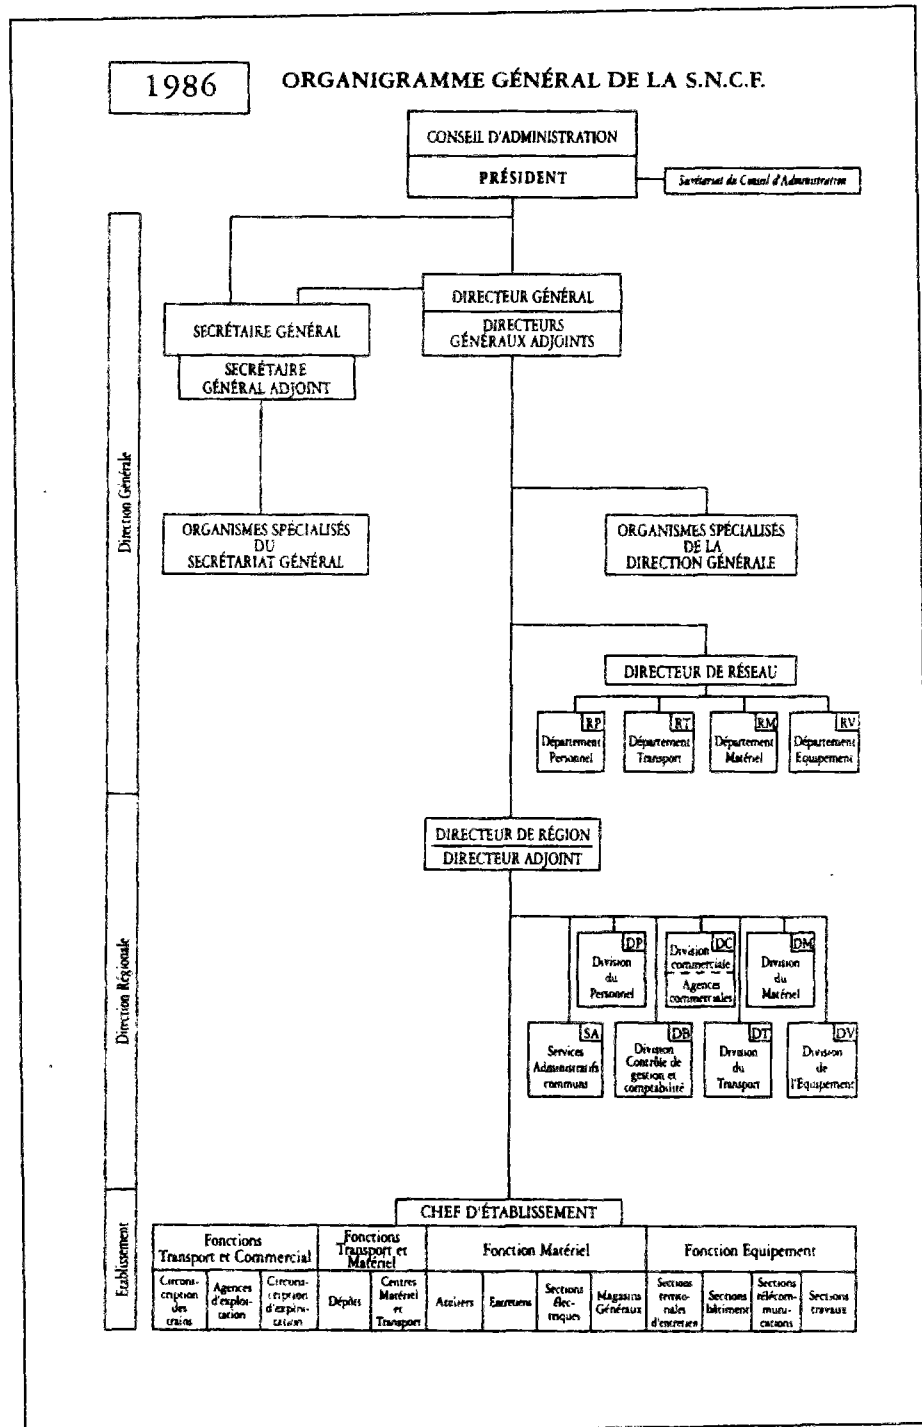 1986
ORGANIGRAMME GÉNÉRAL DE LA S.N.C.F.
CONSEIL D'ADMINISTRATION
PRÉSIDENT
Secrétariat du Conseil d'Administration
Direction Générale
DIRECTEUR GÉNÉRAL
DIRECTEURS
GÉNÉRAUX ADJOINTS
SECRÉTAIRE GÉNÉRAL
SECRÉTAIRE
GÉNÉRAL ADJOINT
ORGANISMES SPÉCIALISÉS
DU
SECRÉTARIAT GÉNÉRAL
ORGANISMES SPÉCIALISÉS
DE LA
DIRECTION GÉNÉRALE
DIRECTEUR DE RÉSEAU
RP
Département
Personnel
RT
Département
Transport
RM
Département
Matériel
RV
Département
Equipement
Direction Régionale
DIRECTEUR DE RÉGION
DIRECTEUR ADJOINT
DP
Division
du
Personnel
DC
Division
commerciale
Agences
commerciales
DM
Division
du
Matériel
SA
Services
Administratifs
communs
DB
Division
Contrôle de
gestion et
comptabilité
DT
Division
du
Transport
DV
Division
de
l'Equipement
Etablissement
CHEF D'ÉTABLISSEMENT
Fonctions
Transport et Commercial
Fonctions
Transport et
Matériel
Fonction Matériel
Fonction Equipement
Circons-
cription
des
trains
Agences
d'exploi-
tation
Circons-
cription
d'exploi-
tation
Dépôts
Centres
Matériel
et
Transport
Ateliers
Entretiens
Sections
élec-
triques
Magasins
Généraux
Sections
territo-
riales
d'entretien
Sections
bâtiment
Sections
télécom-
muni-
cations
Sections
travaux